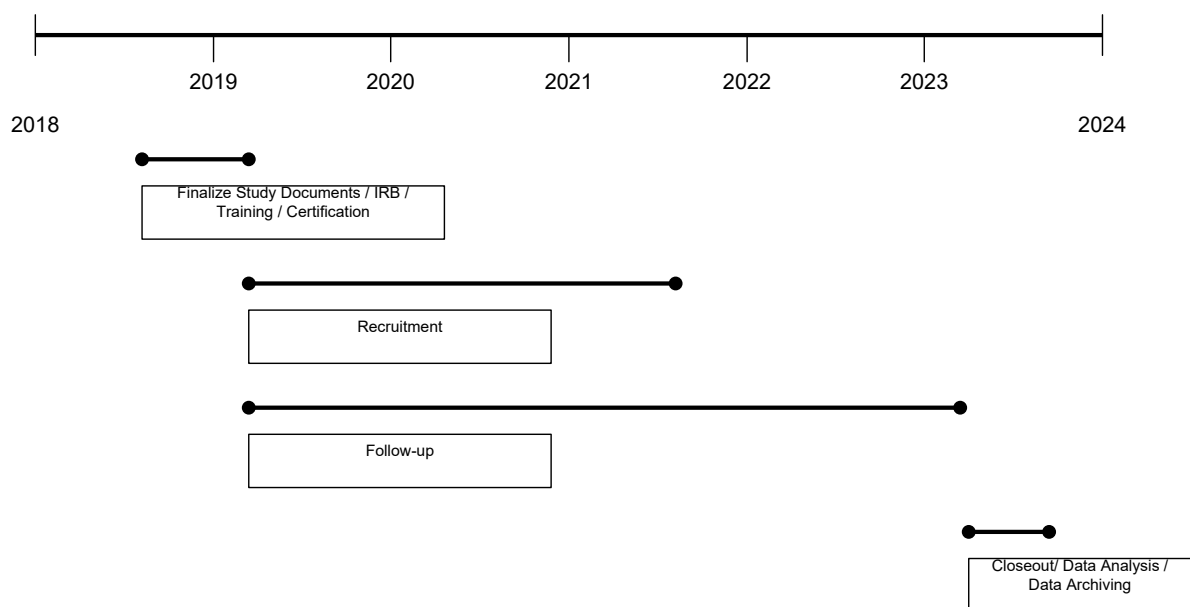 2019 2020 2021 2022 2023
2018 2024
Finalize Study Documents / IRB /
Training / Certification
Recruitment
Follow-up
Closeout/ Data Analysis /
Data Archiving